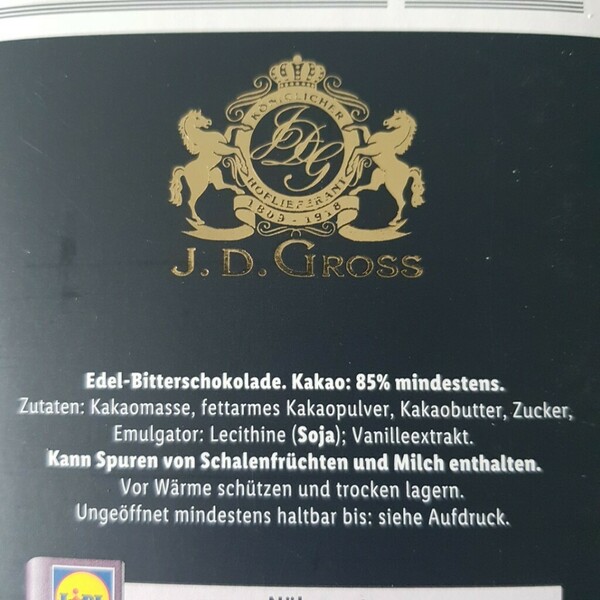 KÖNIGLICHER
JDG
HOFLIEFERANT
1809 - 1918
J. D. GROSS
Edel-Bitterschokolade. Kakao: 85% mindestens.
Zutaten: Kakaomasse, fettarmes Kakaopulver, Kakaobutter, Zucker,
Emulgator: Lecithine (Soja); Vanilleextrakt.
Kann Spuren von Schalenfrüchten und Milch enthalten.
Vor Wärme schützen und trocken lagern.
Ungeöffnet mindestens haltbar bis: siehe Aufdruck.